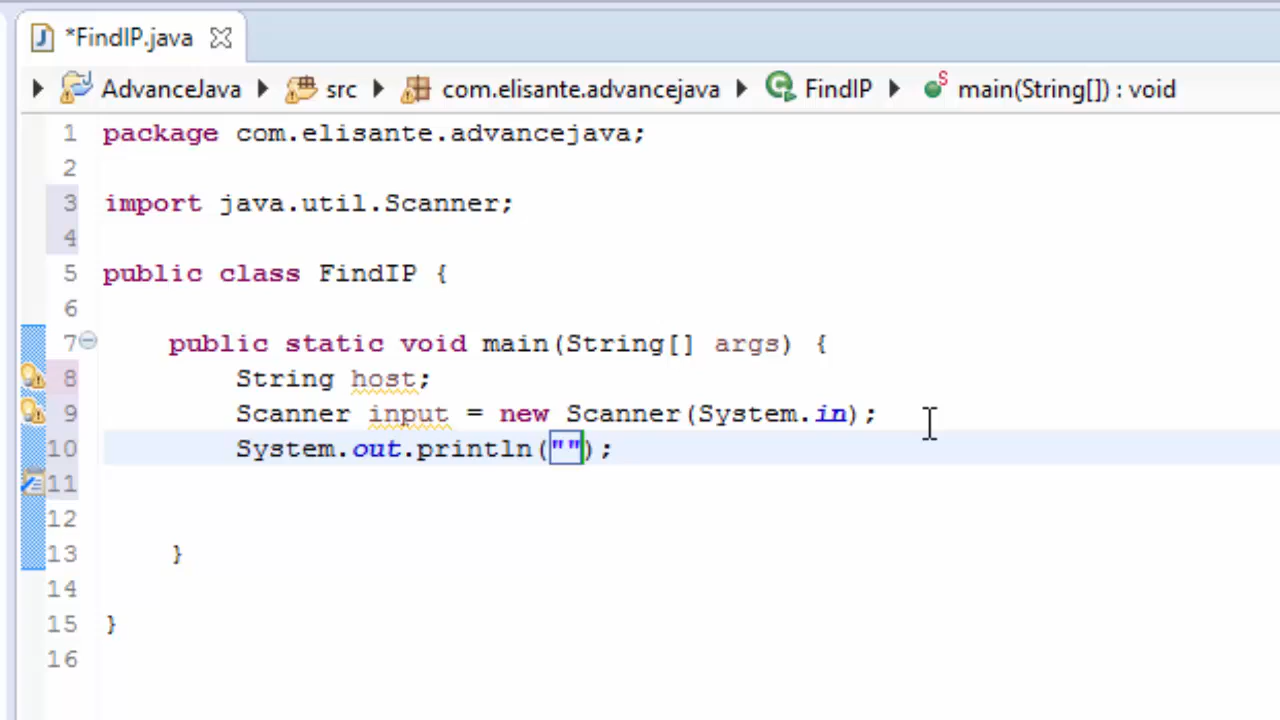 *FindIP.java
AdvanceJava src com.elisante.advancejava FindIP main(String[]) : void
1 package com.elisante.advancejava;
2
3 import java.util.Scanner;
4
5 public class FindIP {
6
7 public static void main(String[] args) {
8 String host;
9 Scanner input = new Scanner(System.in);
10 System.out.println("");
11
12
13 }
14
15 }
16